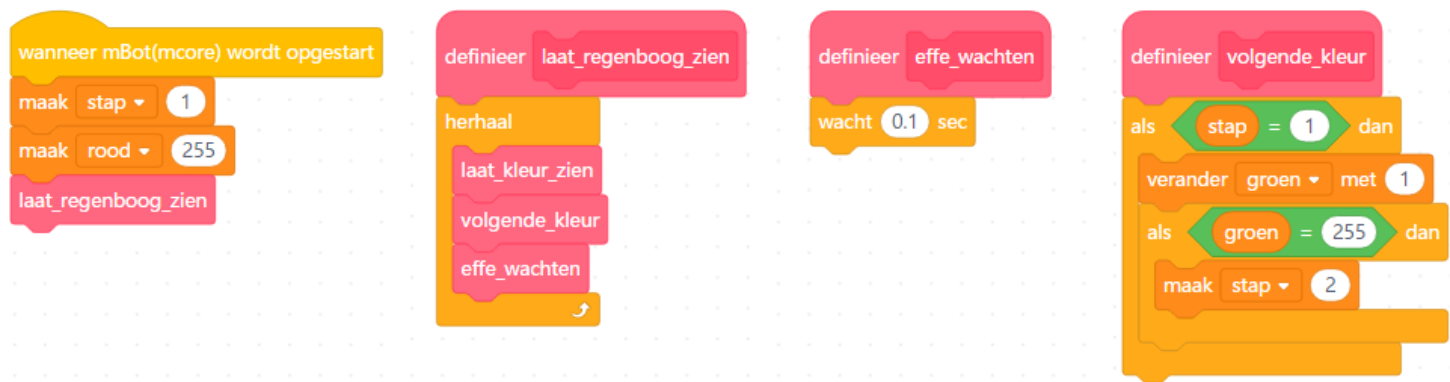 wanneer mBot(mcore) wordt opgestart
maak stap 1
maak rood 255
laat_regenboog_zien
definieer laat_regenboog_zien
herhaal
laat_kleur_zien
volgende_kleur
effe_wachten
definieer effe_wachten
wacht 0.1 sec
definieer volgende_kleur
als stap = 1 dan
verander groen met 1
als groen = 255 dan
maak stap 2